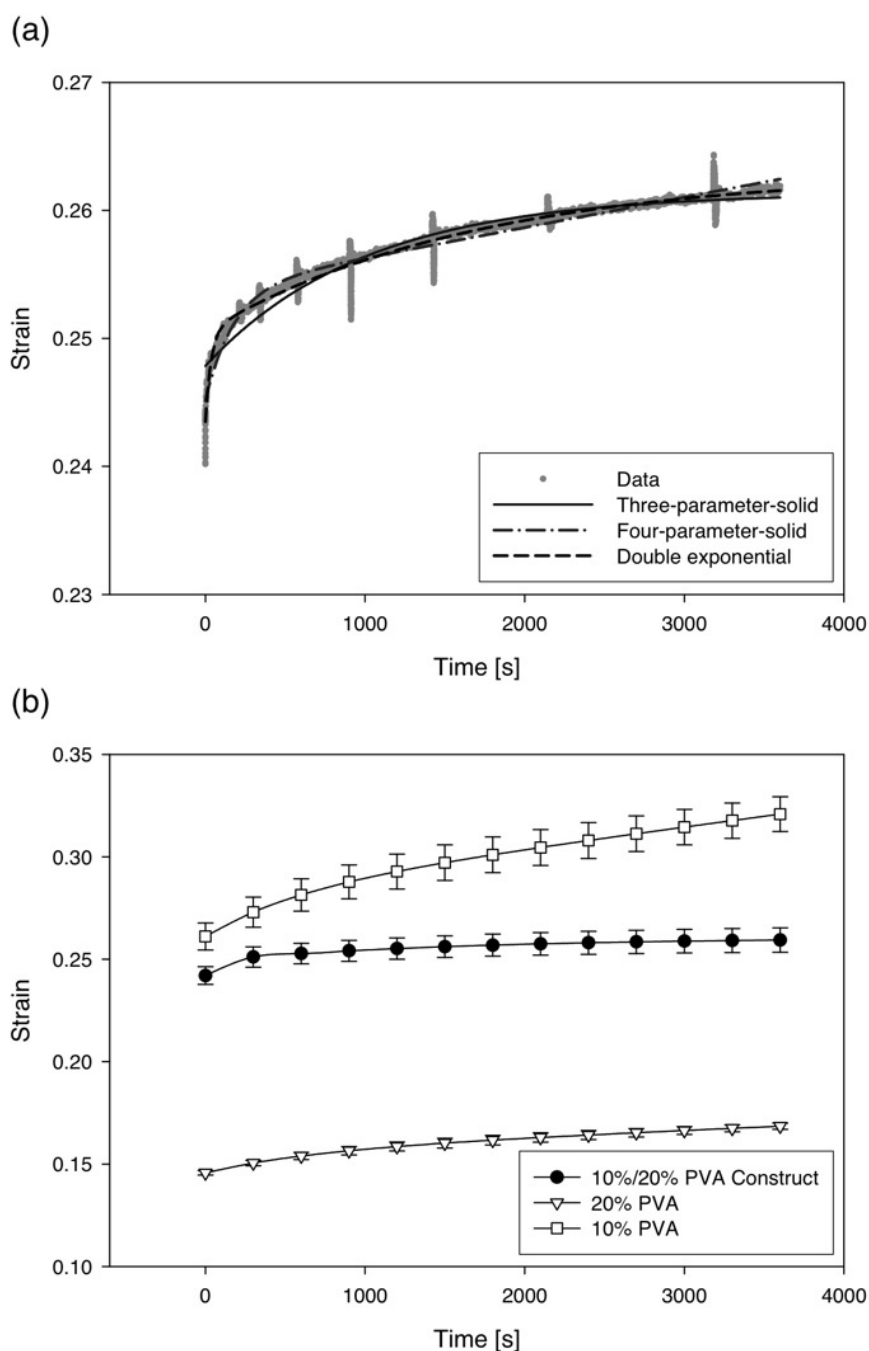 (a)
0.27
0.26
0.25
0.24
0.23
Strain
Data
Three-parameter-solid
Four-parameter-solid
Double exponential
0 1000 2000 3000 4000
Time [s]
(b)
0.35
0.30
0.25
0.20
0.15
0.10
Strain
10%/20% PVA Construct
20% PVA
10% PVA
0 1000 2000 3000 4000
Time [s]